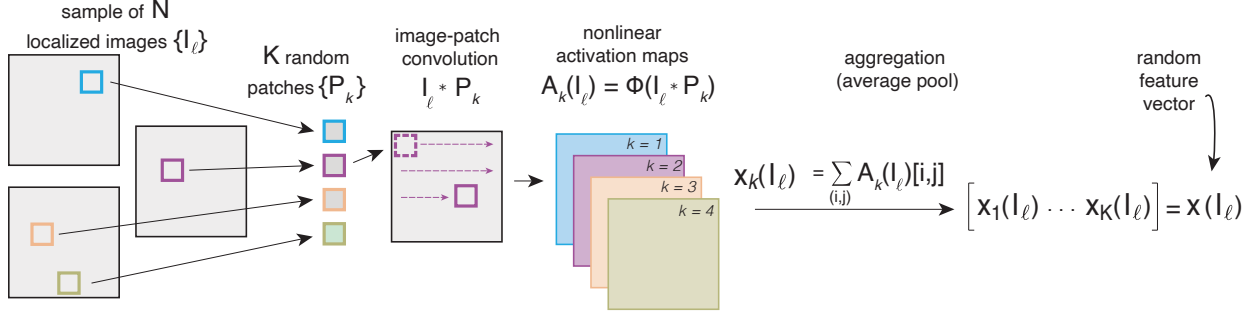 sample of N
localized images {I_ℓ}
K random
patches {P_k}
image-patch
convolution
I_ℓ * P_k
nonlinear
activation maps
A_k(I_ℓ) = Φ(I_ℓ * P_k)
k = 1
k = 2
k = 3
k = 4
aggregation
(average pool)
x_k(I_ℓ) = ∑ A_k(I_ℓ)[i,j]
(i,j)
random
feature
vector
[x_1(I_ℓ) · · · x_K(I_ℓ)] = x(I_ℓ)